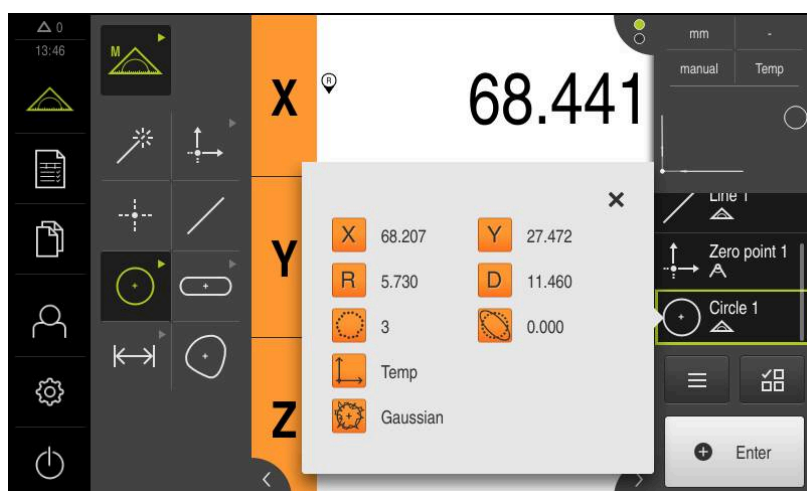 0
13:46
M
X
R
68.441
mm
-
manual
Temp
X
68.207
Y
27.472
R
5.730
D
11.460
3
0.000
Temp
Gaussian
Y
Z
Line 1
Zero point 1
Circle 1
Enter